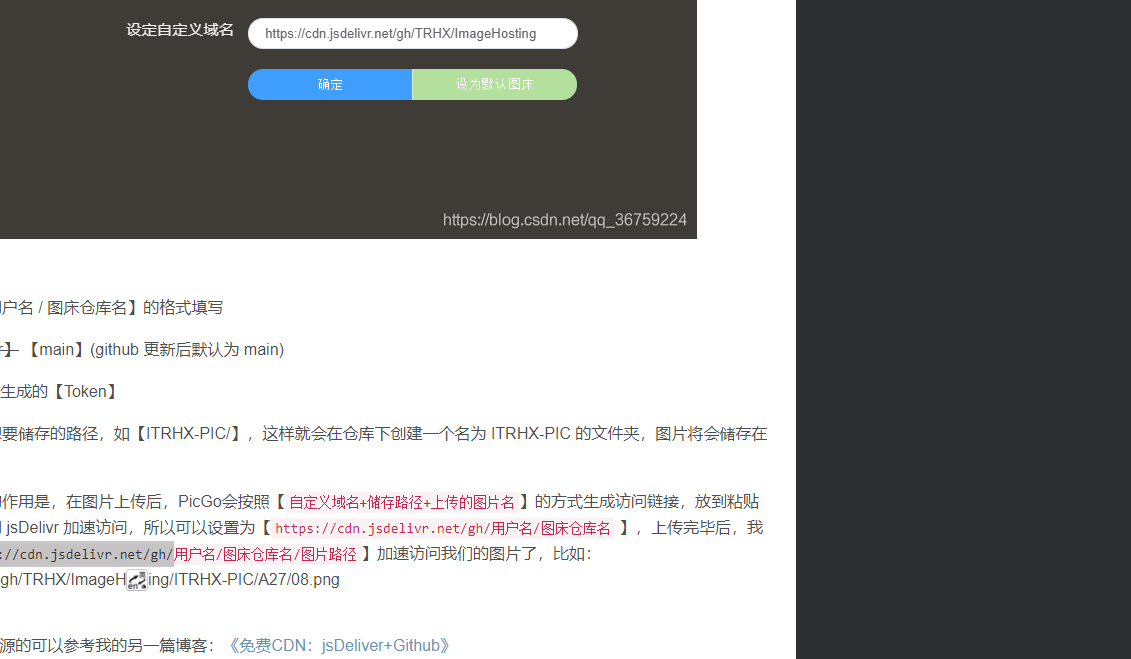 设定自定义域名 https://cdn.jsdelivr.net/gh/TRHX/ImageHosting
确定 设为默认图床
https://blog.csdn.net/qq_36759224
户名 / 图床仓库名】的格式填写
】 【main】(github 更新后默认为 main)
生成的【Token】
要储存的路径，如【ITRHX-PIC/】，这样就会在仓库下创建一个名为 ITRHX-PIC 的文件夹，图片将会储存在
作用是，在图片上传后，PicGo会按照【 自定义域名+储存路径+上传的图片名 】的方式生成访问链接，放到粘贴
jsDelivr 加速访问，所以可以设置为【 https://cdn.jsdelivr.net/gh/用户名/图床仓库名 】，上传完毕后，我
://cdn.jsdelivr.net/gh/用户名/图床仓库名/图片路径 】加速访问我们的图片了，比如：
gh/TRHX/ImageH ing/ITRHX-PIC/A27/08.png
源的可以参考我的另一篇博客：《免费CDN：jsDeliver+Github》